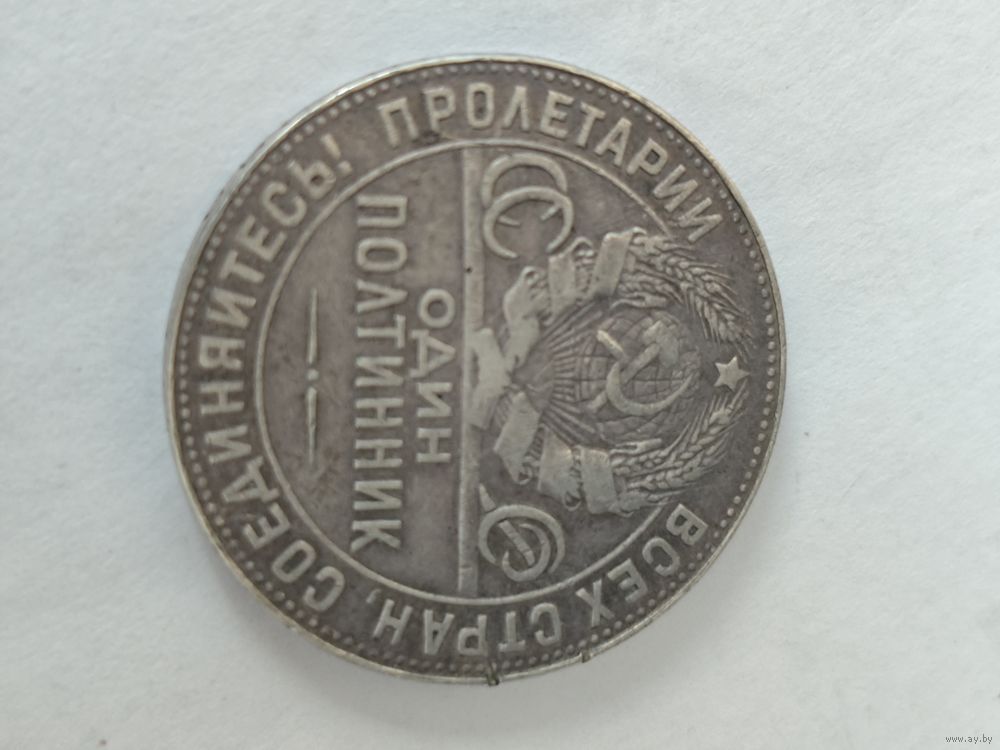 ПРОЛЕТАРИИ ВСЕХ СТРАН, СОЕДИНЯЙТЕСЬ!
СССР
ОДИН
ПОЛТИННИК
www.ay.by